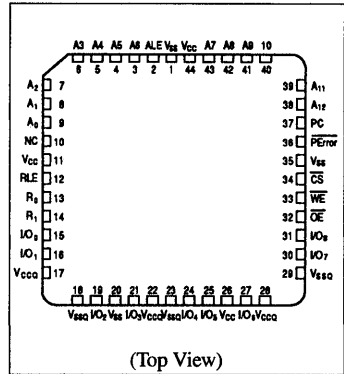 A3 A4 A5 A6 ALE VSS VCC A7 A8 A9 10
6 5 4 3 2 1 44 43 42 41 40
A2 7
A1 8
A0 9
NC 10
VCC 11
RLE 12
R0 13
R1 14
I/O0 15
I/O1 16
VCCQ 17
39 A11
38 A12
37 PC
36 PError
35 VSS
34 CS
33 WE
32 OE
31 I/O8
30 I/O7
29 VSSQ
18 19 20 21 22 23 24 25 26 27 28
VSSQ I/O2 VSS I/O3 VCCQ VSSQ I/O4 I/O5 VCC I/O6 VCCQ
(Top View)